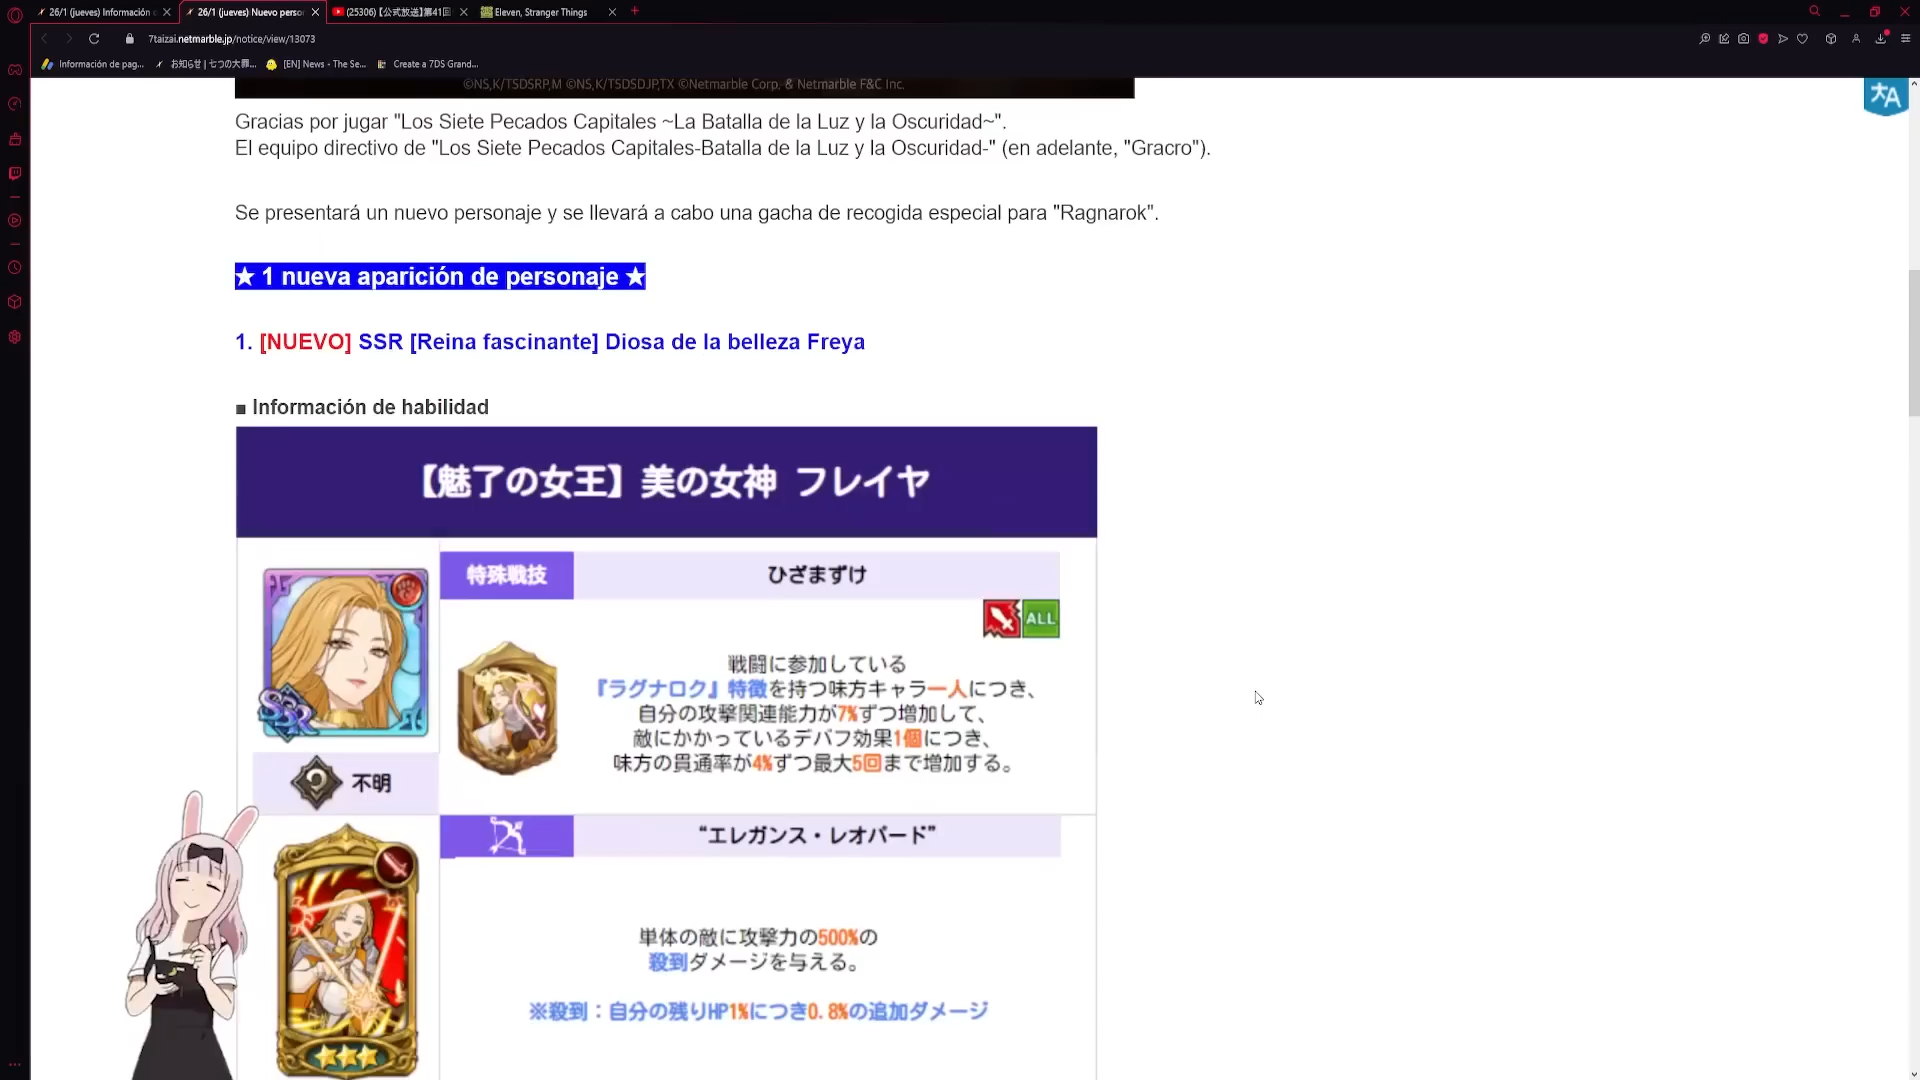 26/1 (jueves) Información
26/1 (jueves) Nuevo perso
(25306) 【公式放送】第41回
Eleven, Stranger Things
7taizai.netmarble.jp/notice/view/13073
Información de pag...
お知らせ | 七つの大罪...
[EN] News - The Se...
Create a 7DS Grand...
©NS,K/TSDSRP,M ©NS,K/TSDSDJP,TX ©Netmarble Corp. & Netmarble F&C Inc.
Gracias por jugar "Los Siete Pecados Capitales ~La Batalla de la Luz y la Oscuridad~".
El equipo directivo de "Los Siete Pecados Capitales-Batalla de la Luz y la Oscuridad-" (en adelante, "Gracro").
Se presentará un nuevo personaje y se llevará a cabo una gacha de recogida especial para "Ragnarok".
★ 1 nueva aparición de personaje ★
1. [NUEVO] SSR [Reina fascinante] Diosa de la belleza Freya
■ Información de habilidad
【魅了の女王】美の女神 フレイヤ
特殊戦技
ひざまずけ
ALL
戦闘に参加している
『ラグナロク』特徴を持つ味方キャラ一人につき、
自分の攻撃関連能力が7%ずつ増加して、
敵にかかっているデバフ効果1個につき、
味方の貫通率が4%ずつ最大5回まで増加する。
SSR
不明
“エレガンス・レオパード”
単体の敵に攻撃力の500%の
殺到ダメージを与える。
※殺到：自分の残りHP1%につき0.8%の追加ダメージ